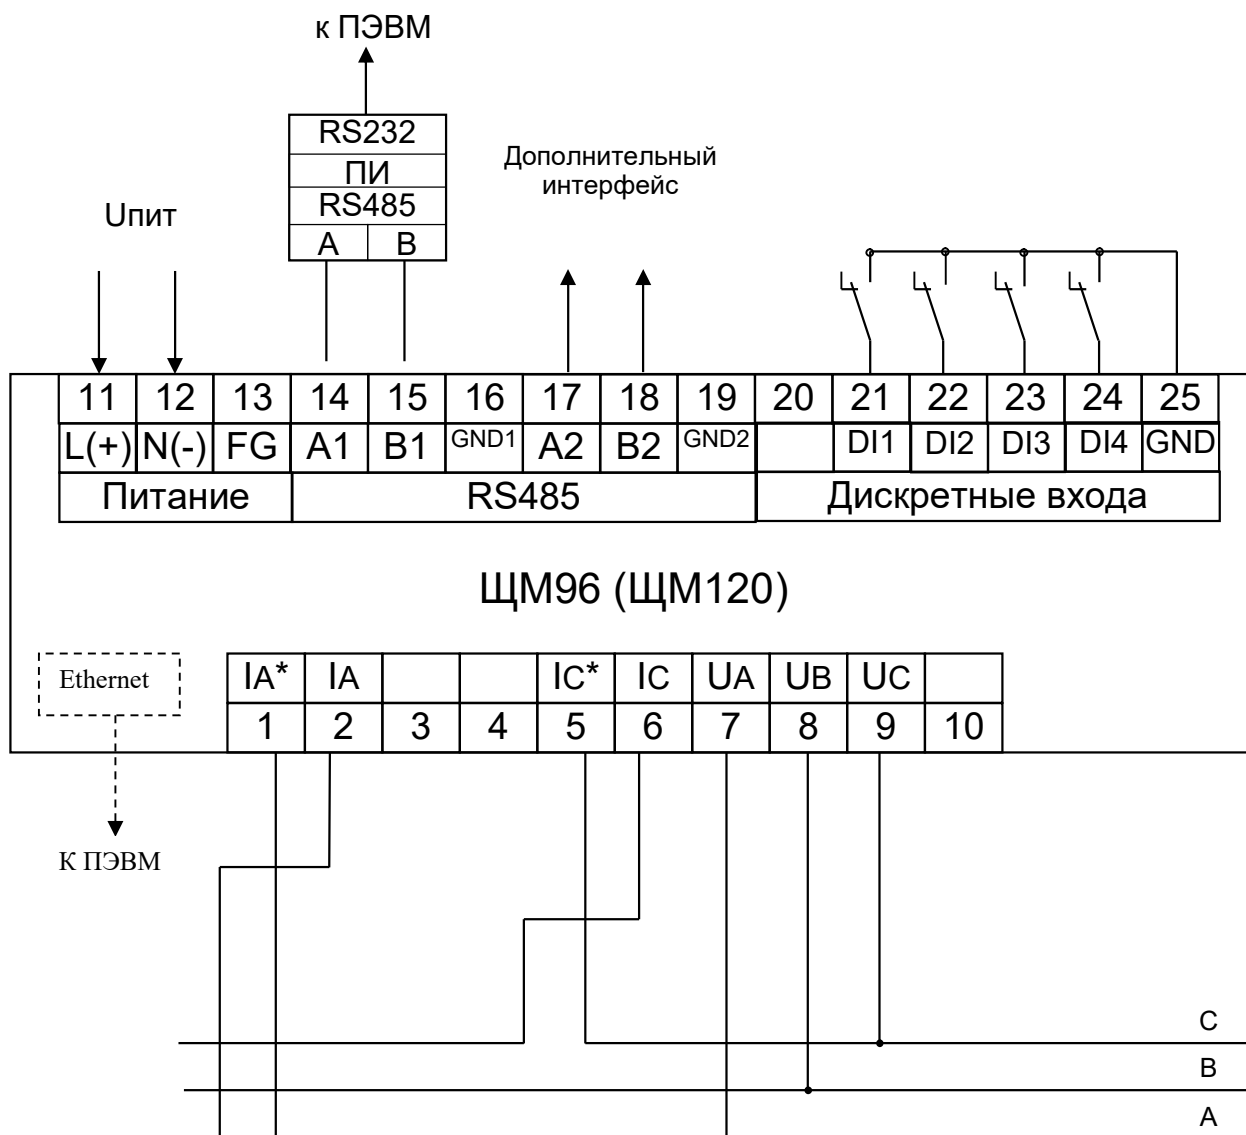 к ПЭВМ
RS232
ПИ
RS485
A B
Дополнительный
интерфейс
Uпит
11 12 13 14 15 16 17 18 19 20 21 22 23 24 25
L(+) N(-) FG A1 B1 GND1 A2 B2 GND2 DI1 DI2 DI3 DI4 GND
Питание RS485 Дискретные входа
ЩМ96 (ЩМ120)
Ethernet
IA* IA IC* IC UA UB UC
1 2 3 4 5 6 7 8 9 10
К ПЭВМ
C
B
A